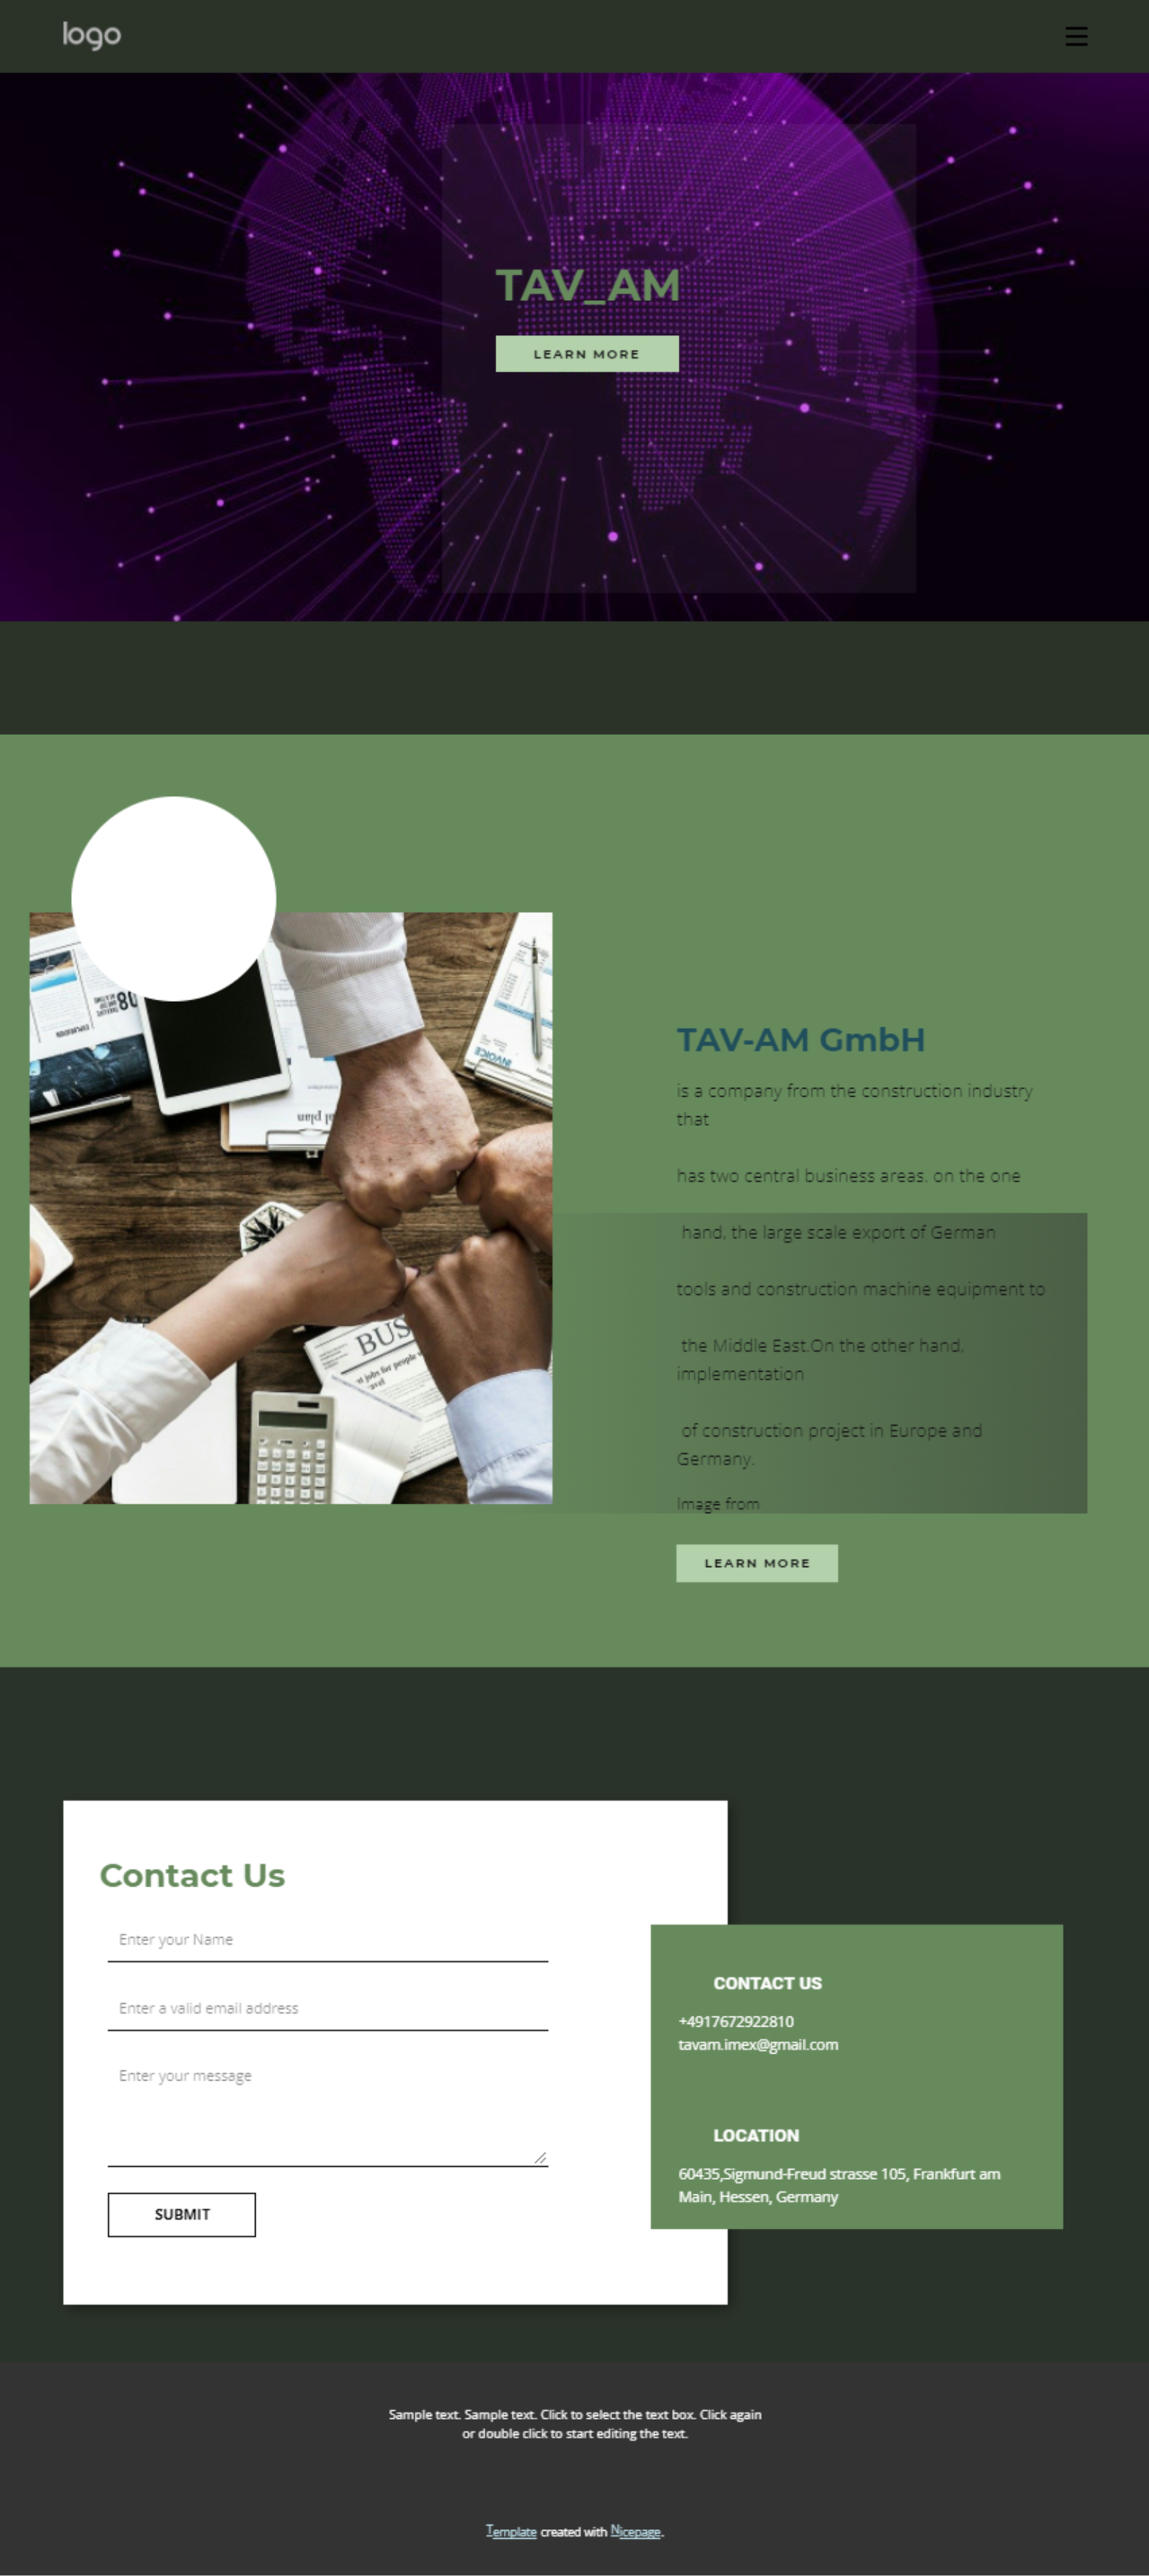 logo
TAV_AM
LEARN MORE
INVOICE
TAV-AM GmbH
is a company from the construction industry
that
has two central business areas. on the one
hand, the large scale export of German
tools and construction machine equipment to
the Middle East.On the other hand,
implementation
of construction project in Europe and
Germany.
Image from
LEARN MORE
BUS
Contact Us
Enter your Name
Enter a valid email address
Enter your message
SUBMIT
CONTACT US
+4917672922810
tavam.imex@gmail.com
LOCATION
60435,Sigmund-Freud strasse 105, Frankfurt am
Main, Hessen, Germany
Sample text. Sample text. Click to select the text box. Click again
or double click to start editing the text.
Template created with Nicepage.